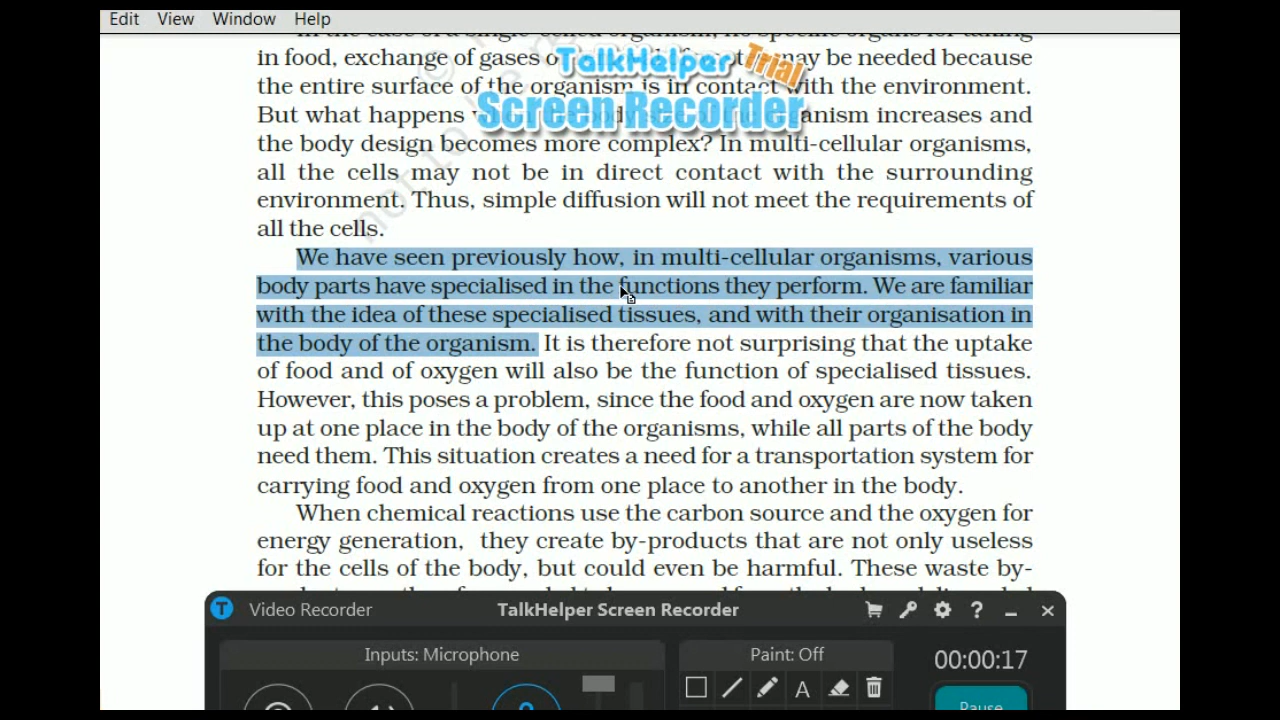 Edit View Window Help
in food, exchange of gases may be needed because
the entire surface of the organism is in contact with the environment.
But what happens increases and
the body design becomes more complex? In multi-cellular organisms,
all the cells may not be in direct contact with the surrounding
environment. Thus, simple diffusion will not meet the requirements of
all the cells.
TalkHelper Trial
Screen Recorder
not to be
We have seen previously how, in multi-cellular organisms, various
body parts have specialised in the functions they perform. We are familiar
with the idea of these specialised tissues, and with their organisation in
the body of the organism. It is therefore not surprising that the uptake
of food and of oxygen will also be the function of specialised tissues.
However, this poses a problem, since the food and oxygen are now taken
up at one place in the body of the organisms, while all parts of the body
need them. This situation creates a need for a transportation system for
carrying food and oxygen from one place to another in the body.
When chemical reactions use the carbon source and the oxygen for
energy generation, they create by-products that are not only useless
for the cells of the body, but could even be harmful. These waste by-
T Video Recorder TalkHelper Screen Recorder ?
Inputs: Microphone Paint: Off 00:00:17
A
Pause